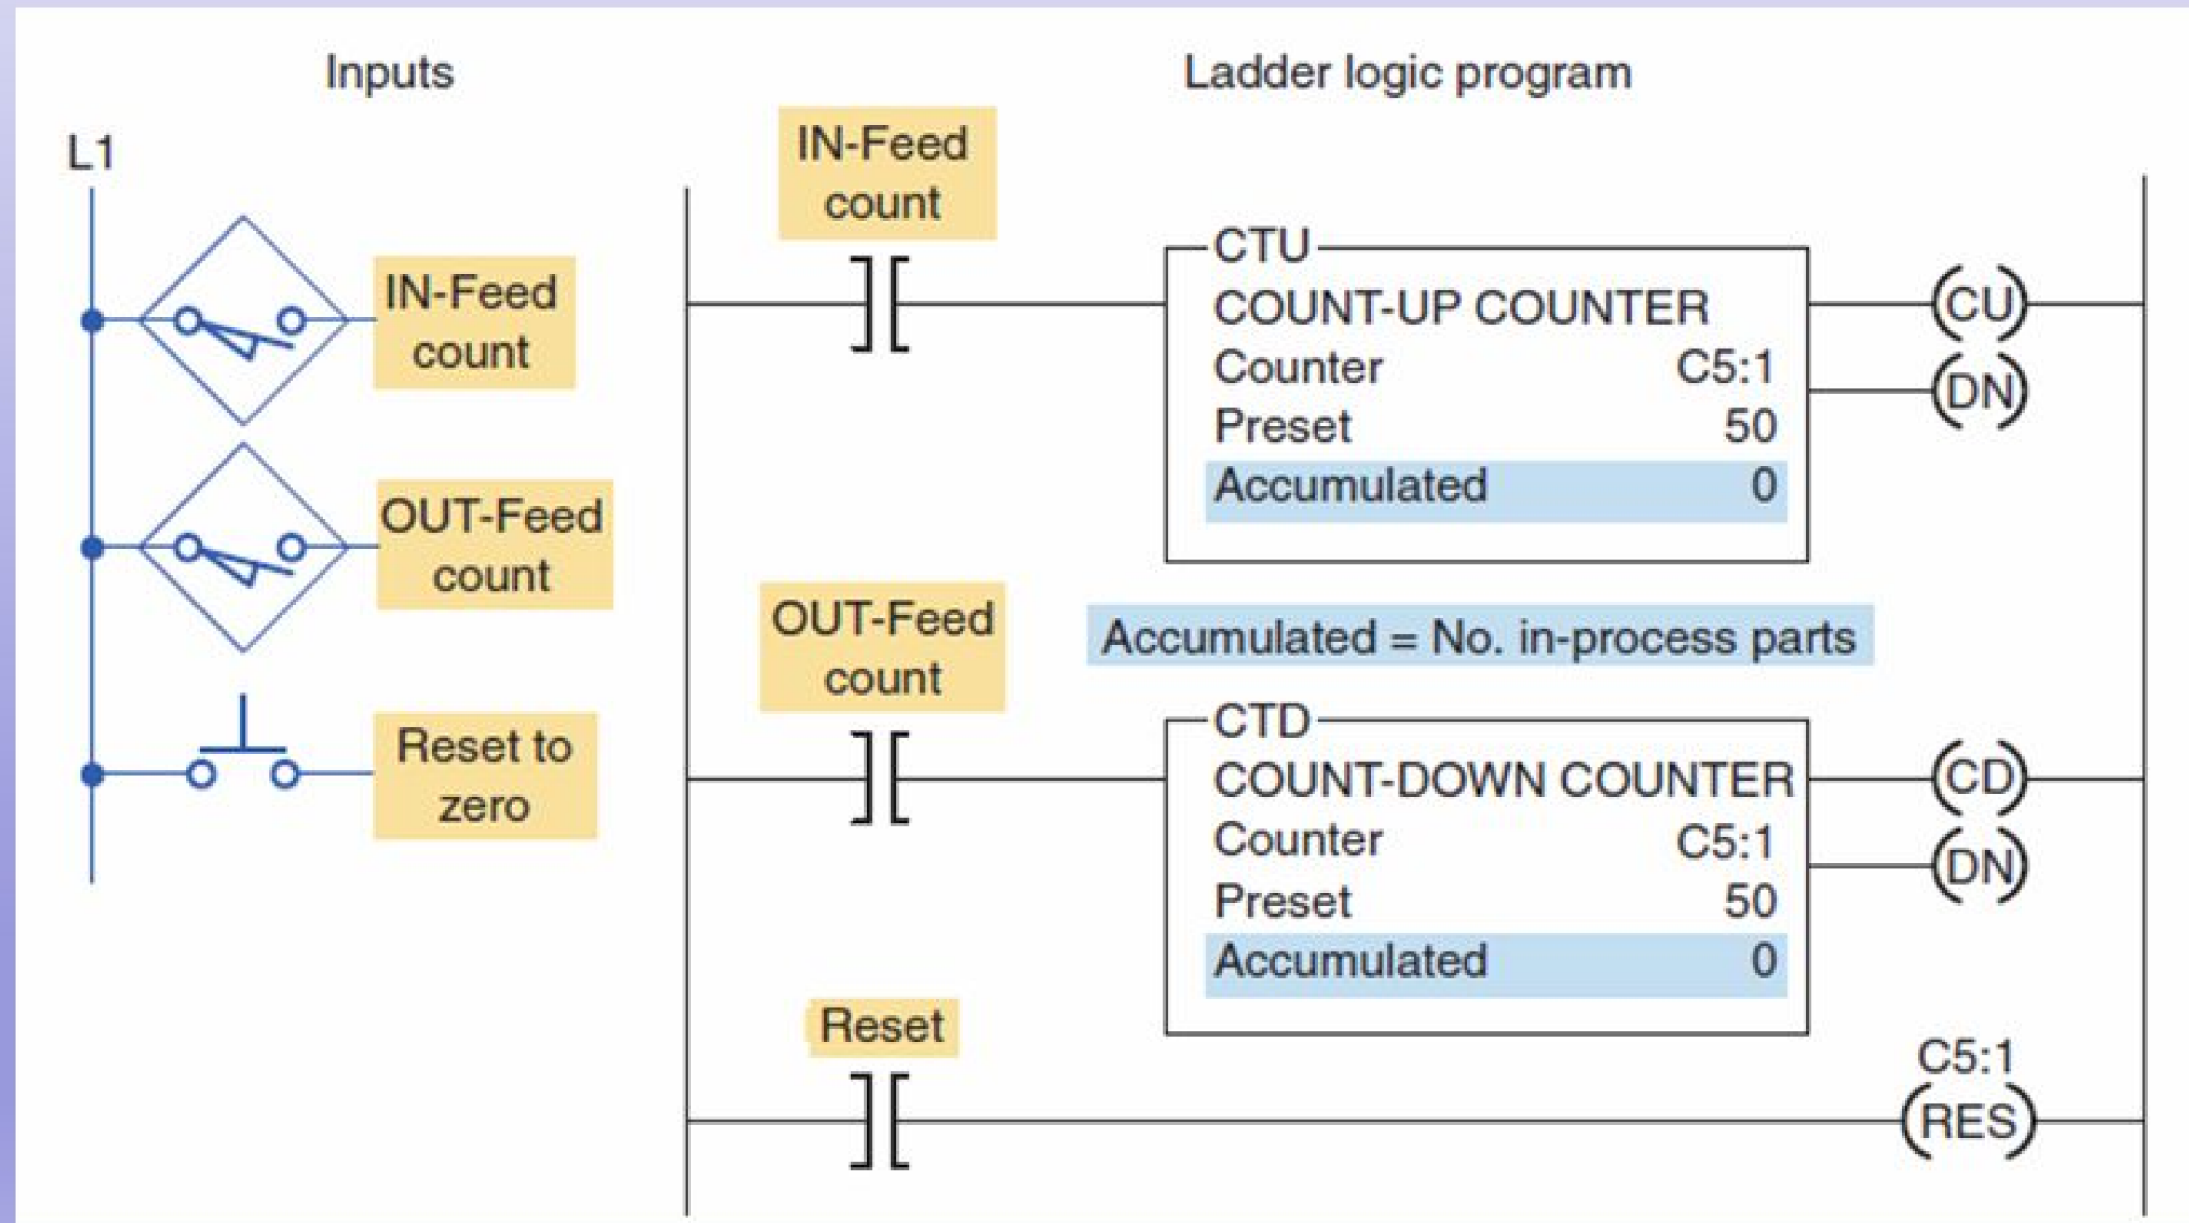 Inputs
Ladder logic program
L1
IN-Feed
count
OUT-Feed
count
Reset to
zero
IN-Feed
count
CTU
COUNT-UP COUNTER
Counter C5:1
Preset 50
Accumulated 0
CU
DN
Accumulated = No. in-process parts
OUT-Feed
count
CTD
COUNT-DOWN COUNTER
Counter C5:1
Preset 50
Accumulated 0
CD
DN
Reset
C5:1
RES